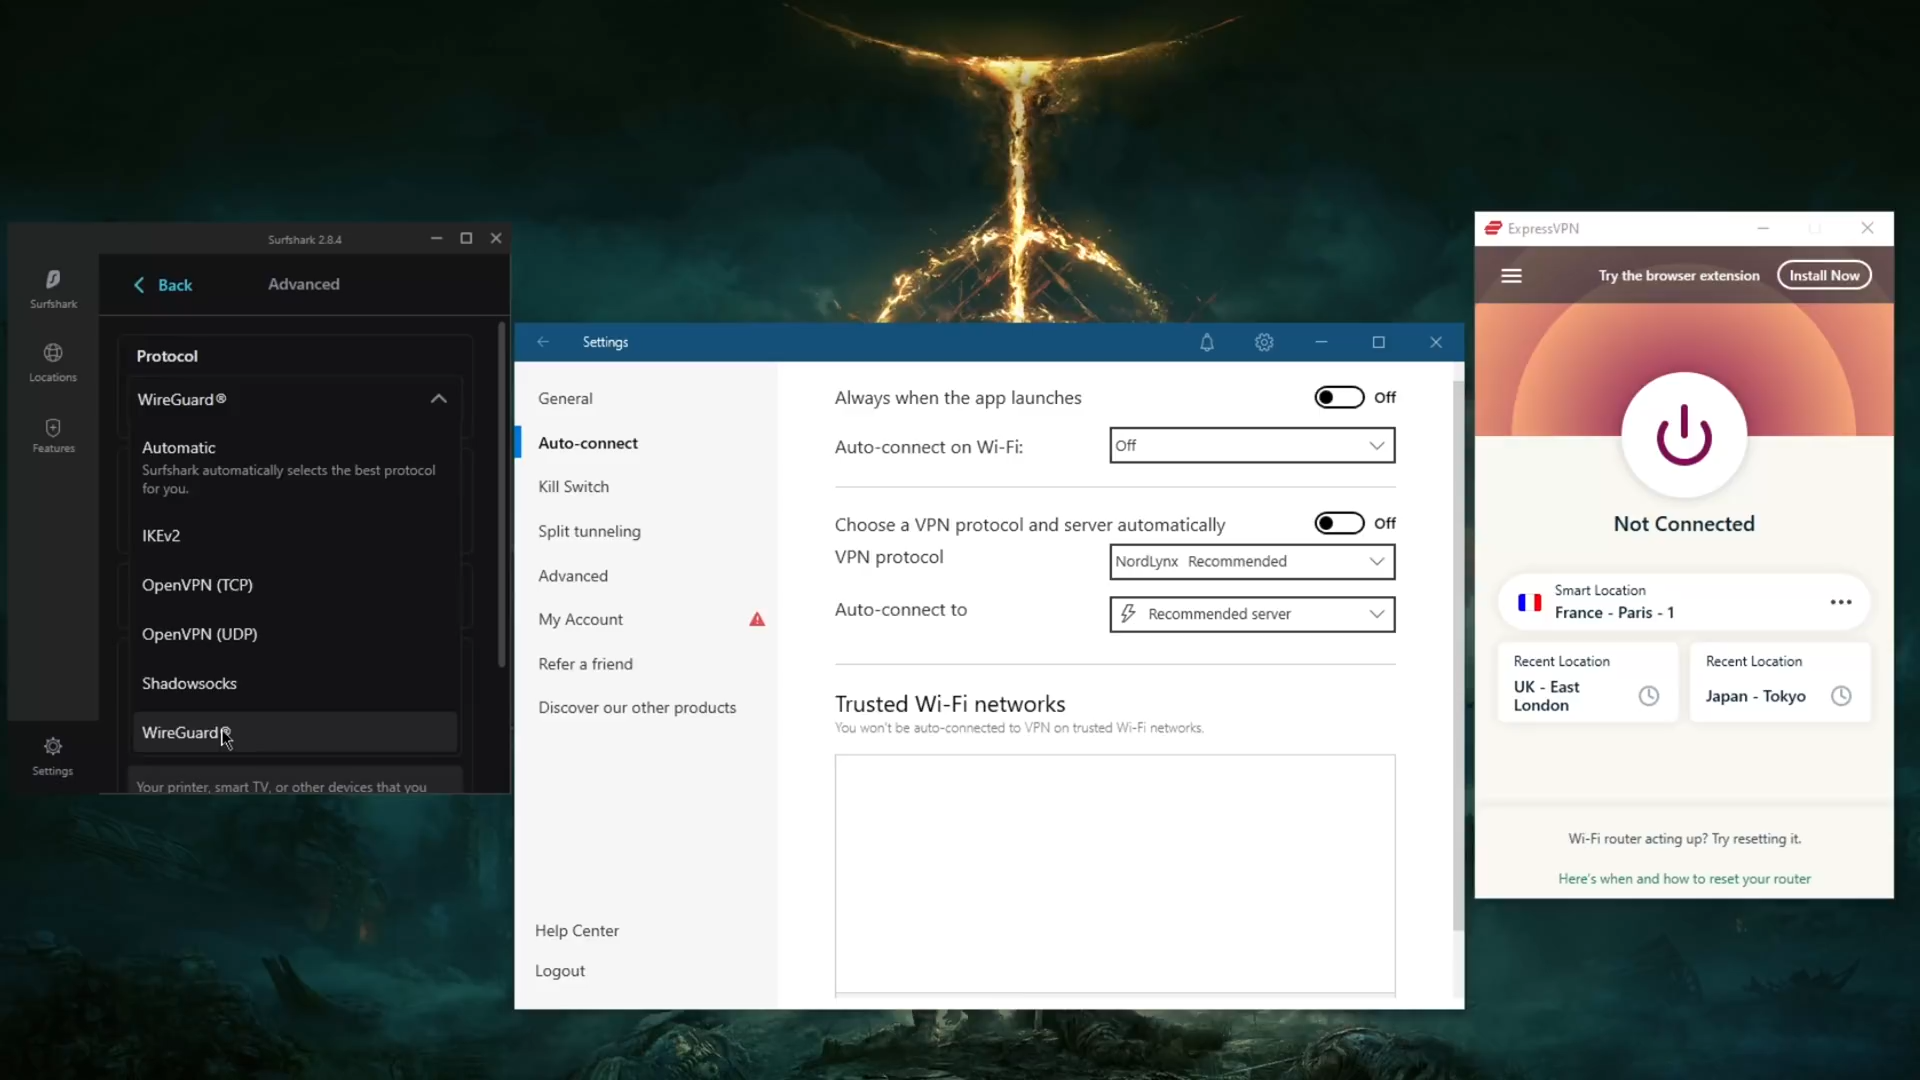 Surfshark 2.8.4
Surfshark
Locations
Features
Settings
Back
Advanced
Protocol
WireGuard®
Automatic
Surfshark automatically selects the best protocol
for you.
IKEv2
OpenVPN (TCP)
OpenVPN (UDP)
Shadowsocks
WireGuard®
Your printer, smart TV, or other devices that you
Settings
General
Auto-connect
Kill Switch
Split tunneling
Advanced
My Account
Refer a friend
Discover our other products
Help Center
Logout
Always when the app launches
Off
Auto-connect on Wi-Fi:
Off
Choose a VPN protocol and server automatically
Off
VPN protocol
NordLynx Recommended
Auto-connect to
Recommended server
Trusted Wi-Fi networks
You won't be auto-connected to VPN on trusted Wi-Fi networks.
ExpressVPN
Try the browser extension
Install Now
Not Connected
Smart Location
France - Paris - 1
Recent Location
UK - East
London
Recent Location
Japan - Tokyo
Wi-Fi router acting up? Try resetting it.
Here's when and how to reset your router